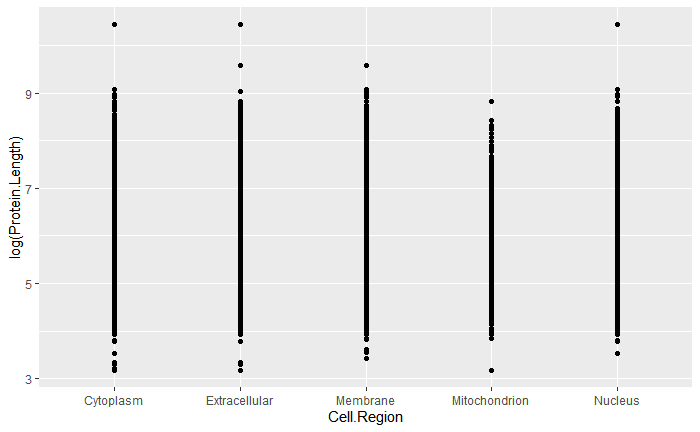 log(Protein.Length)
9
7
5
3
Cytoplasm Extracellular Membrane Mitochondrion Nucleus
Cell.Region